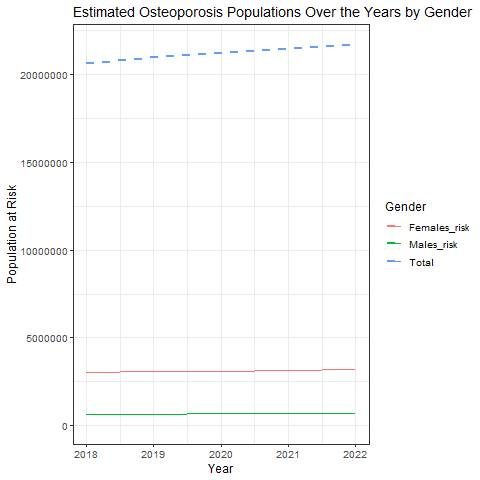 Estimated Osteoporosis Populations Over the Years by Gender
20000000
15000000
10000000
5000000
0
Population at Risk
2018 2019 2020 2021 2022
Year
Gender
Females_risk
Males_risk
Total